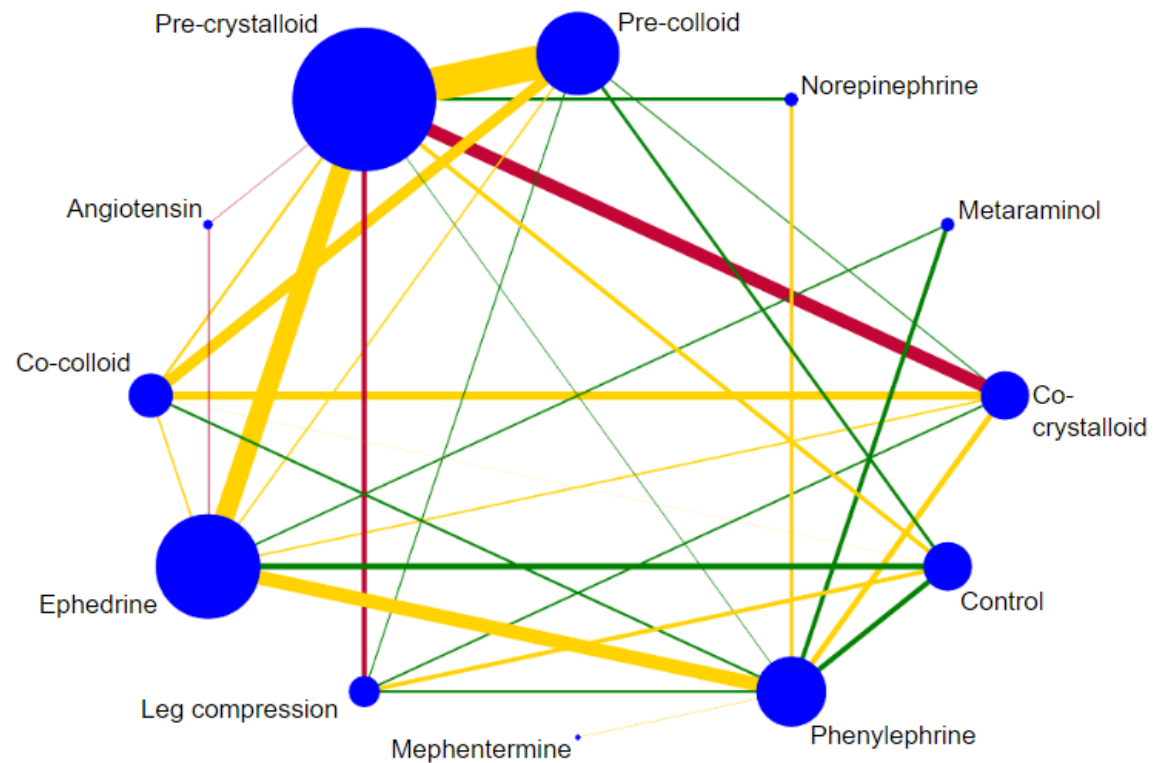 Pre-colloid
Pre-crystalloid
Norepinephrine
Angiotensin
Metaraminol
Co-colloid
Co-
crystalloid
Ephedrine
Control
Leg compression
Phenylephrine
Mephentermine